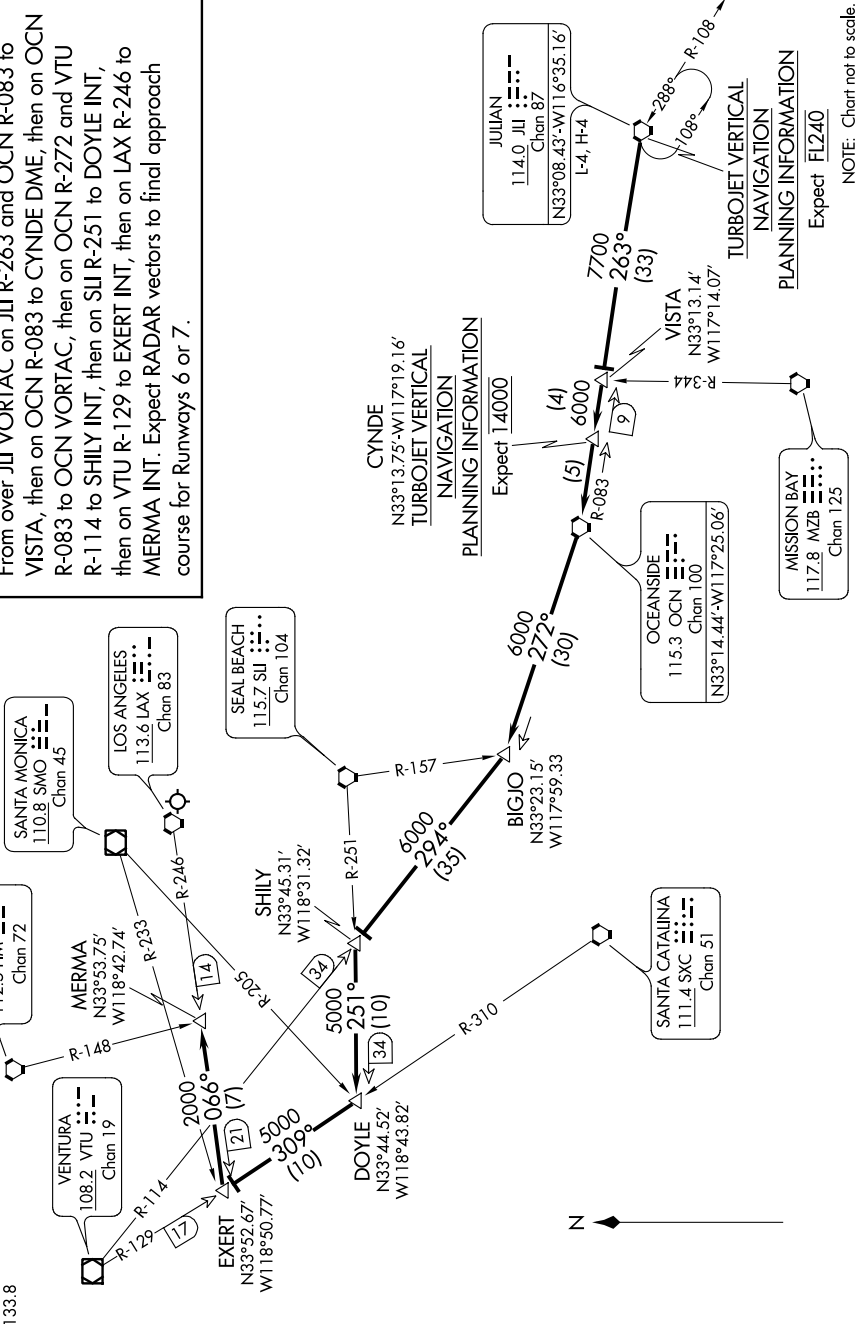 From over JLI VORTAC on JLI R-263 and OCN R-083 to
VISTA, then on OCN R-083 to CYNDE DME, then on OCN
R-083 to OCN VORTAC, then on OCN R-272 and VTU
R-114 to SHILY INT, then on SLI R-251 to DOYLE INT,
then on VTU R-129 to EXERT INT, then on LAX R-246 to
MERMA INT. Expect RADAR vectors to final approach
course for Runways 6 or 7.
133.8
Chan 72
R-148
SANTA MONICA
110.8 SMO
Chan 45
LOS ANGELES
113.6 LAX
Chan 83
VENTURA
108.2 VTU
Chan 19
MERMA
N33°53.75'
W118°42.74'
R-233
R-246
14
R-205
2000
066°
(7)
R-114
R-129
17
21
34
EXERT
N33°52.67'
W118°50.77'
SEAL BEACH
115.7 SLI
Chan 104
R-251
R-157
SHILY
N33°45.31'
W118°31.32'
5000
251°
(10)
34
5000
309°
(10)
DOYLE
N33°44.52'
W118°43.82'
R-310
SANTA CATALINA
111.4 SXC
Chan 51
6000
294°
(35)
BIGJO
N33°23.15'
W117°59.33
6000
272°
(30)
OCEANSIDE
115.3 OCN
Chan 100
N33°14.44'-W117°25.06'
CYNDE
N33°13.75'-W117°19.16'
TURBOJET VERTICAL
NAVIGATION
PLANNING INFORMATION
Expect 14000
(5)
R-083
(4)
6000
9
VISTA
N33°13.14'
W117°14.07'
R-344
MISSION BAY
117.8 MZB
Chan 125
7700
263°
(33)
JULIAN
114.0 JLI
Chan 87
N33°08.43'-W116°35.16'
L-4, H-4
288°
108°
R-108
TURBOJET VERTICAL
NAVIGATION
PLANNING INFORMATION
Expect FL240
NOTE: Chart not to scale.
N